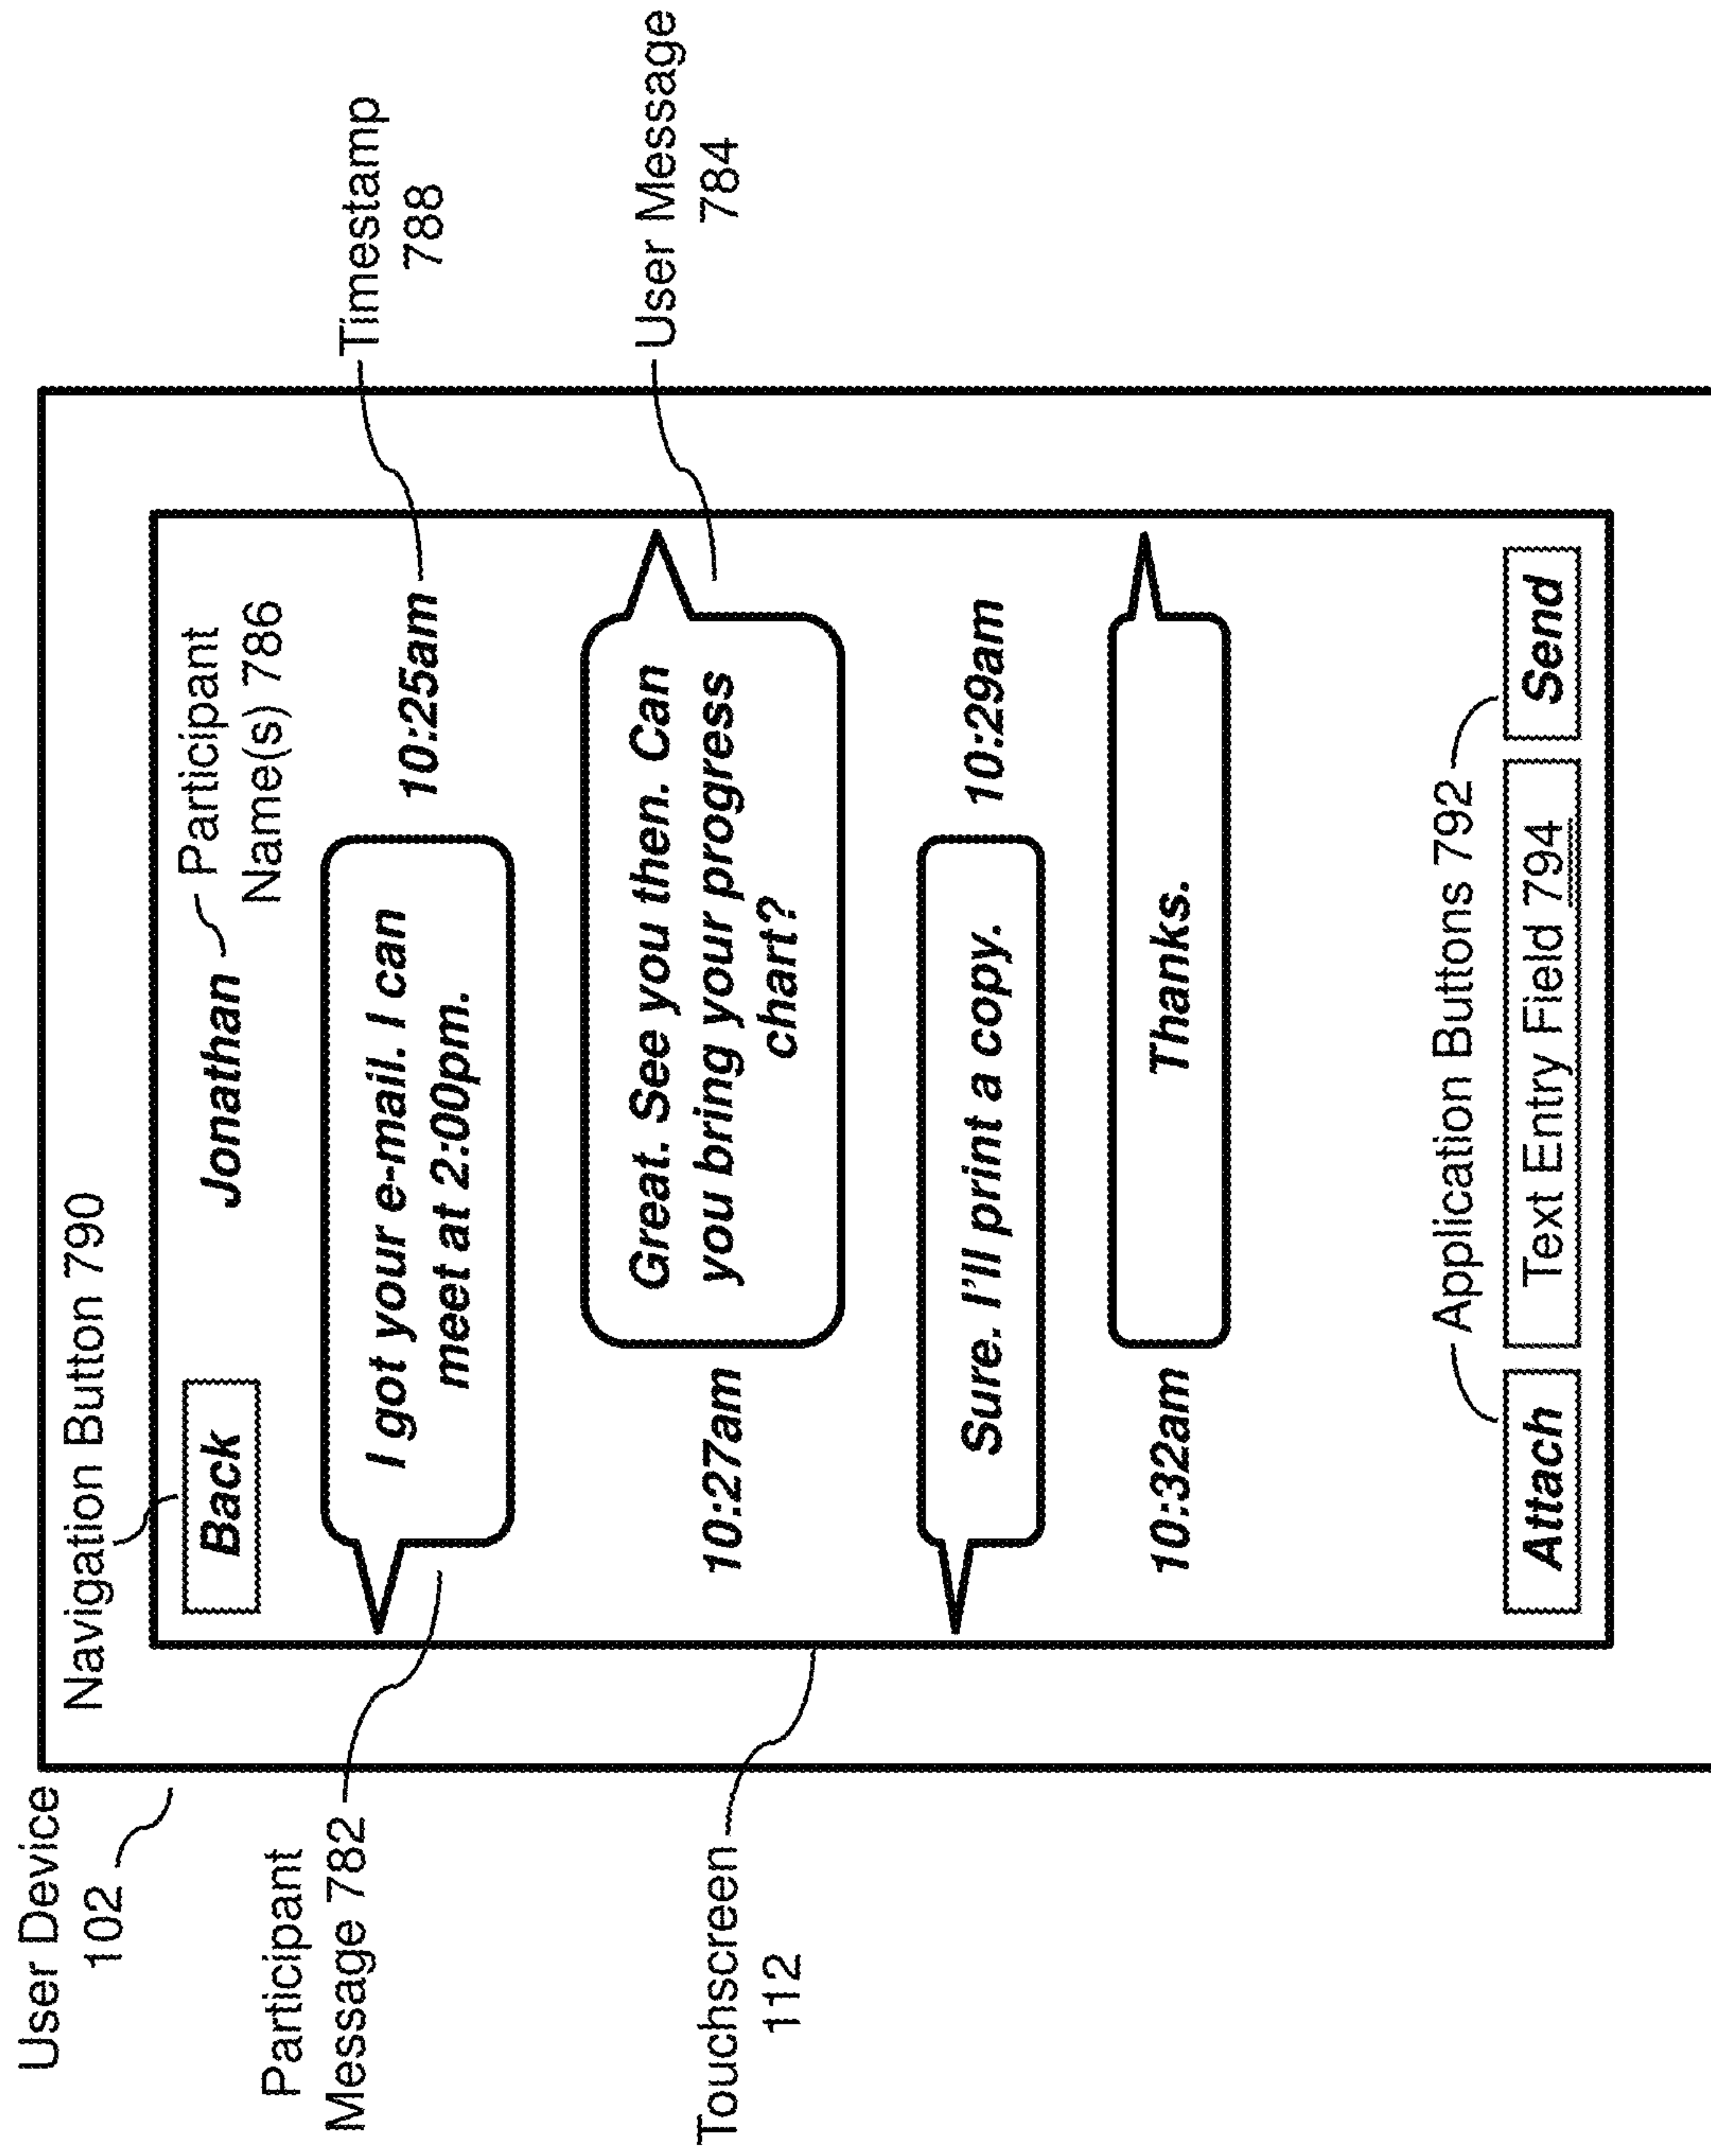 User Device
102
Navigation Button 790
Back
Jonathan
Participant
Name(s) 786
I got your e-mail. I can
meet at 2:00pm.
10:25am
Timestamp
788
Participant
Message 782
Great. See you then. Can
you bring your progress
chart?
10:27am
User Message
784
Touchscreen
112
Sure. I'll print a copy.
10:29am
Thanks.
10:32am
Application Buttons 792
Attach
Text Entry Field 794
Send